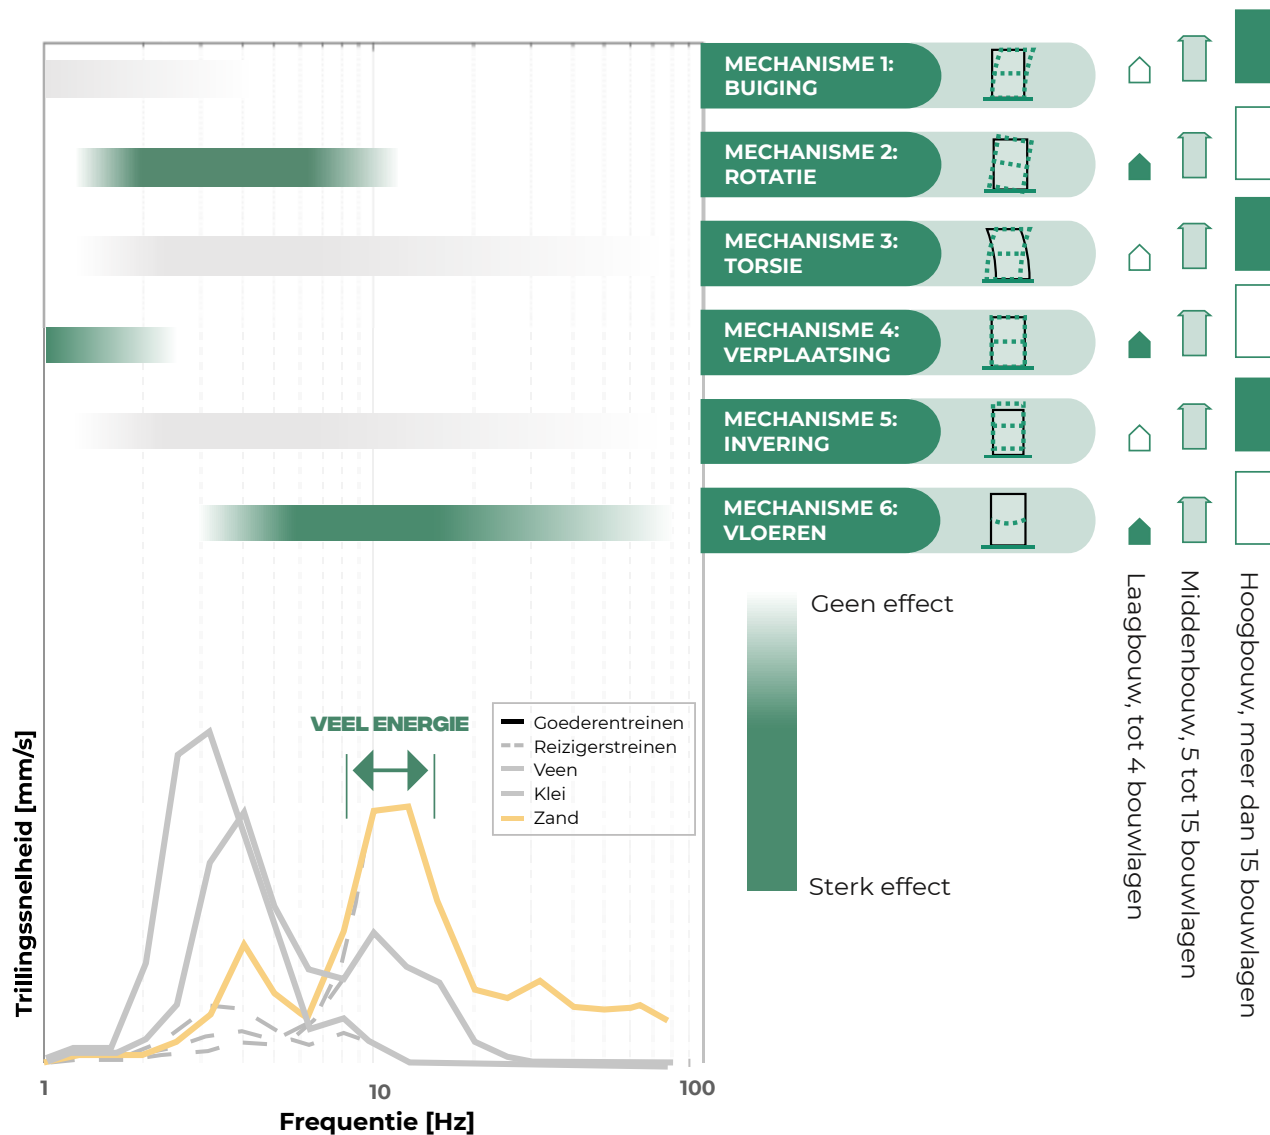 MECHANISME 1:
BUIGING
MECHANISME 2:
ROTATIE
MECHANISME 3:
TORSIE
MECHANISME 4:
VERPLAATSING
MECHANISME 5:
INVERING
MECHANISME 6:
VLOEREN
Geen effect
Sterk effect
Laagbouw, tot 4 bouwlagen
Middenbouw, 5 tot 15 bouwlagen
Hoogbouw, meer dan 15 bouwlagen
VEEL ENERGIE
Goederentreinen
Reizigerstreinen
Veen
Klei
Zand
Trillingssnelheid [mm/s]
1
10
100
Frequentie [Hz]